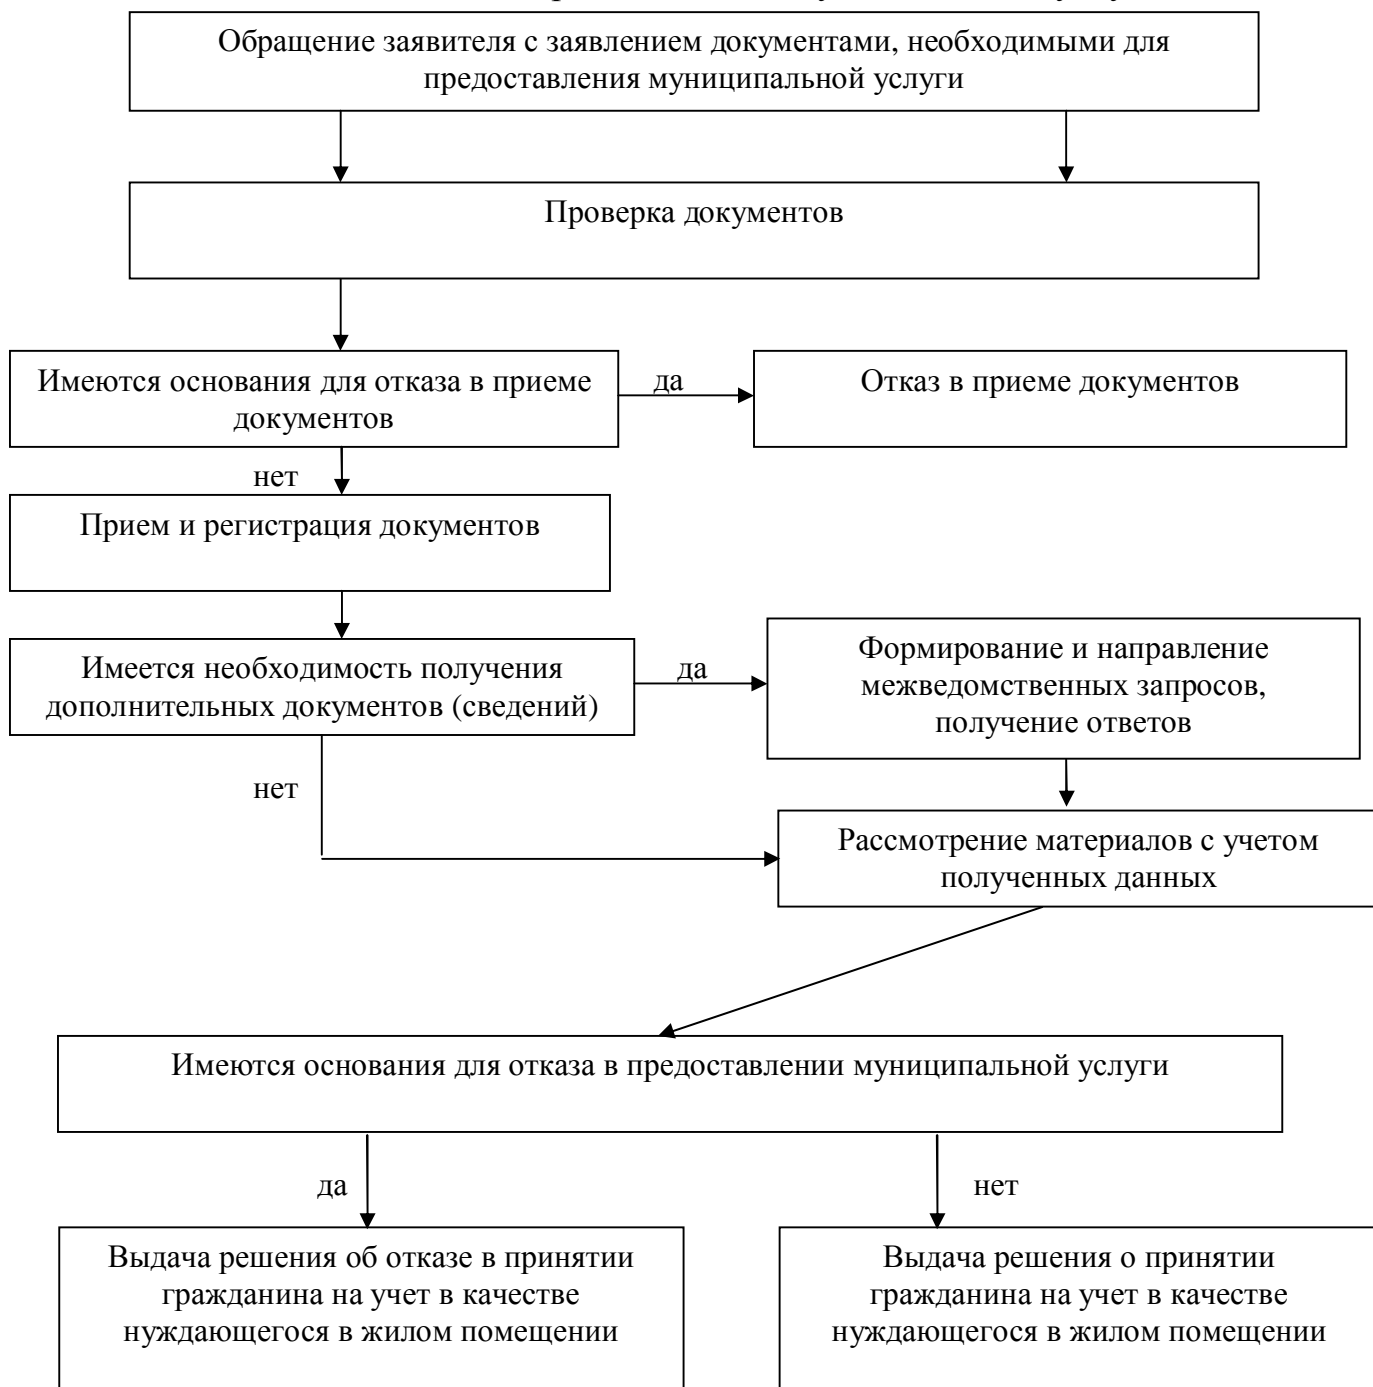 Обращение заявителя с заявлением документами, необходимыми для
предоставления муниципальной услуги
Проверка документов
Имеются основания для отказа в приеме
документов
да
Отказ в приеме документов
нет
Прием и регистрация документов
Имеется необходимость получения
дополнительных документов (сведений)
да
Формирование и направление
межведомственных запросов,
получение ответов
нет
Рассмотрение материалов с учетом
полученных данных
Имеются основания для отказа в предоставлении муниципальной услуги
да
нет
Выдача решения об отказе в принятии
гражданина на учет в качестве
нуждающегося в жилом помещении
Выдача решения о принятии
гражданина на учет в качестве
нуждающегося в жилом помещении